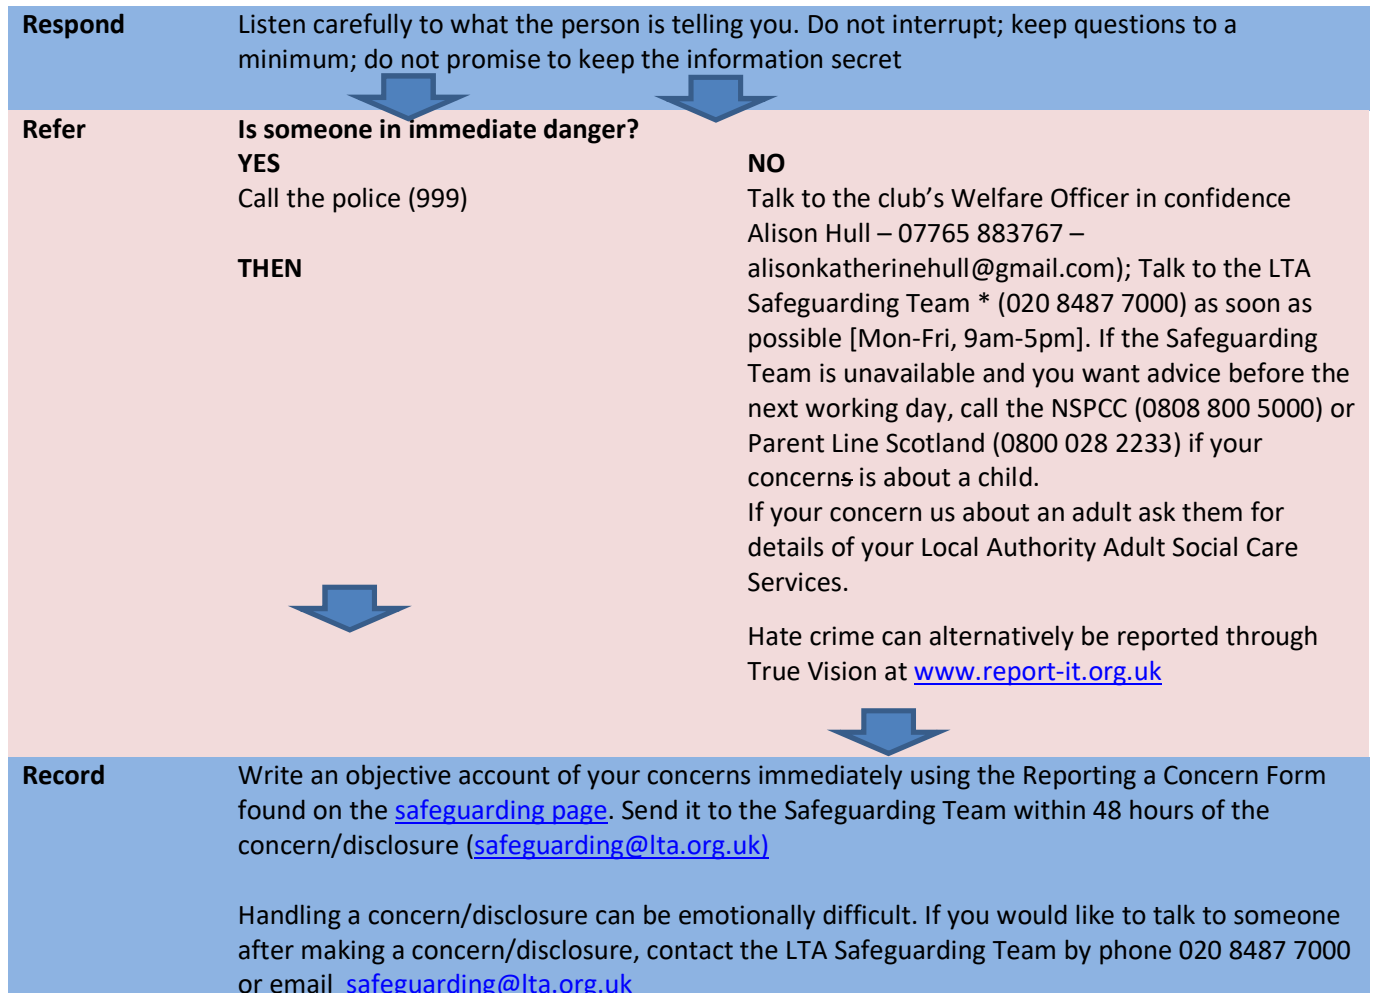 Respond
Listen carefully to what the person is telling you. Do not interrupt; keep questions to a
minimum; do not promise to keep the information secret
Refer
Is someone in immediate danger?
YES
Call the police (999)
THEN
NO
Talk to the club’s Welfare Officer in confidence
Alison Hull – 07765 883767 –
alisonkatherinehull@gmail.com); Talk to the LTA
Safeguarding Team * (020 8487 7000) as soon as
possible [Mon-Fri, 9am-5pm]. If the Safeguarding
Team is unavailable and you want advice before the
next working day, call the NSPCC (0808 800 5000) or
Parent Line Scotland (0800 028 2233) if your
concerns is about a child.
If your concern us about an adult ask them for
details of your Local Authority Adult Social Care
Services.
Hate crime can alternatively be reported through
True Vision at www.report-it.org.uk
Record
Write an objective account of your concerns immediately using the Reporting a Concern Form
found on the safeguarding page. Send it to the Safeguarding Team within 48 hours of the
concern/disclosure (safeguarding@lta.org.uk)
Handling a concern/disclosure can be emotionally difficult. If you would like to talk to someone
after making a concern/disclosure, contact the LTA Safeguarding Team by phone 020 8487 7000
or email safeguarding@lta.org.uk